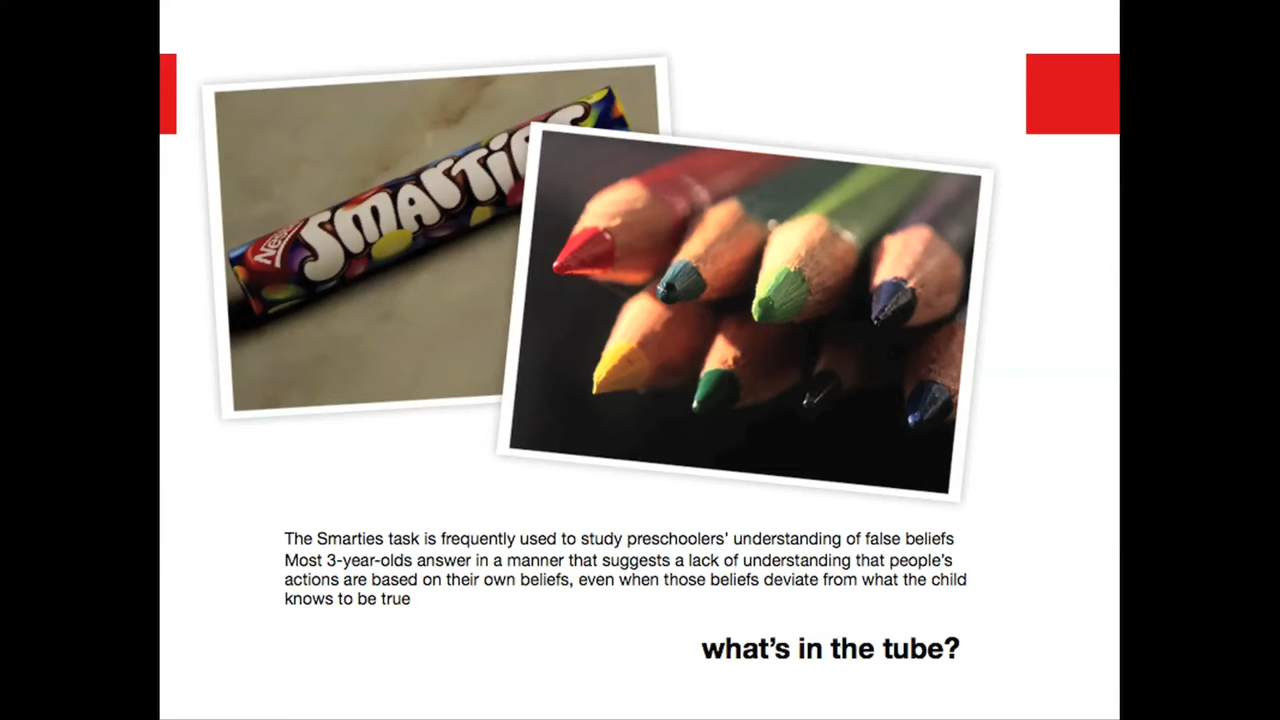 Nestlé
SMARTIES
The Smarties task is frequently used to study preschoolers’ understanding of false beliefs
Most 3-year-olds answer in a manner that suggests a lack of understanding that people’s
actions are based on their own beliefs, even when those beliefs deviate from what the child
knows to be true
what’s in the tube?